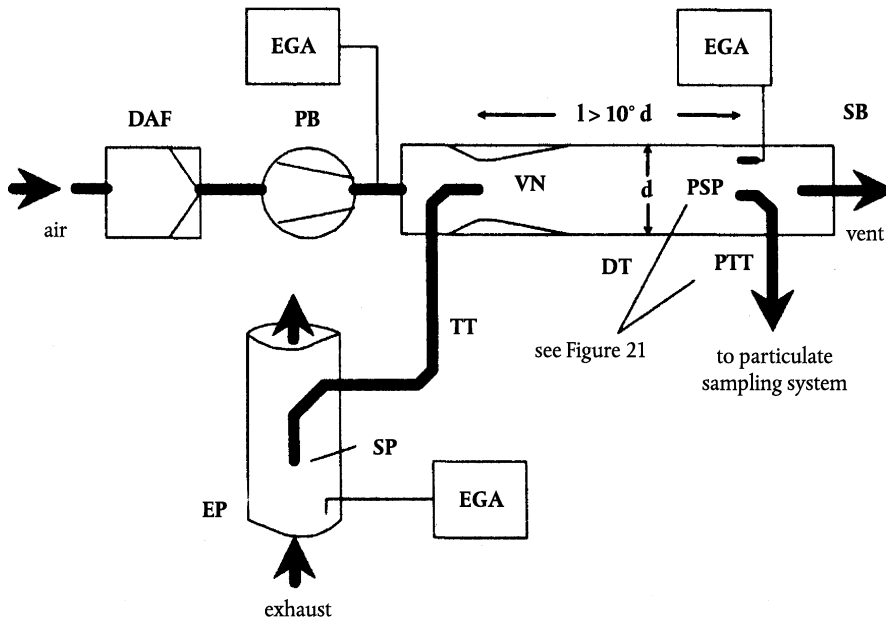 EGA
EGA
l > 10° d
DAF
PB
SB
VN
d
PSP
air
vent
DT
PTT
TT
see Figure 21
to particulate
sampling system
SP
EGA
EP
exhaust